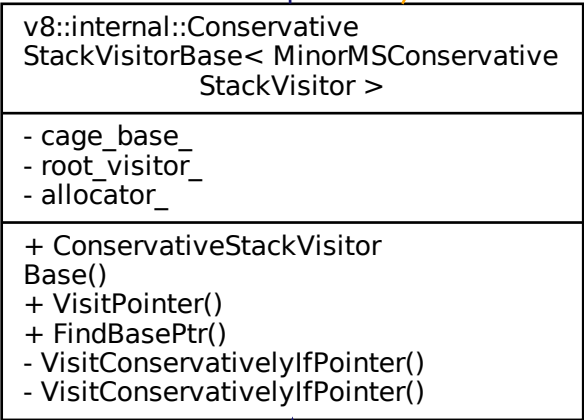 v8::internal::Conservative
StackVisitorBase< MinorMSConservative
StackVisitor >
- cage_base_
- root_visitor_
- allocator_
+ ConservativeStackVisitor
Base()
+ VisitPointer()
+ FindBasePtr()
- VisitConservativelyIfPointer()
- VisitConservativelyIfPointer()